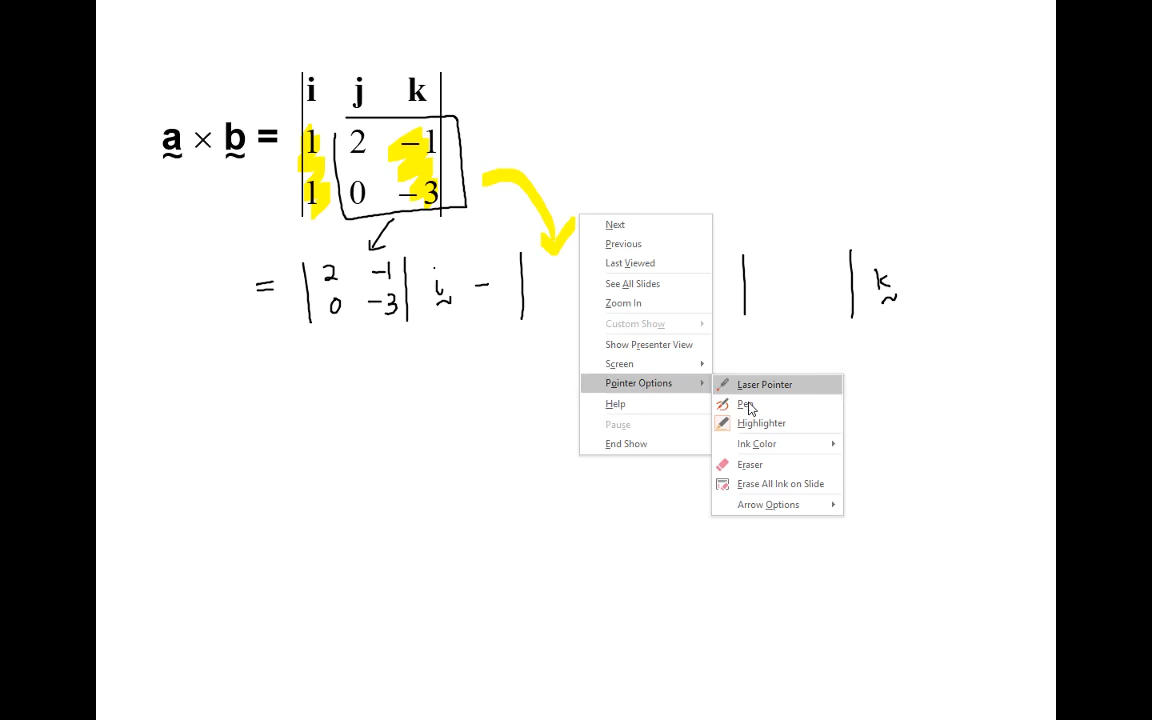 i j k
a × b = 1 2 −1
1 0 −3
= | 2 -1 | i - | | | k
0 -3
Next
Previous
Last Viewed
See All Slides
Zoom In
Custom Show
Show Presenter View
Screen
Pointer Options
Help
Pause
End Show
Laser Pointer
Pen
Highlighter
Ink Color
Eraser
Erase All Ink on Slide
Arrow Options